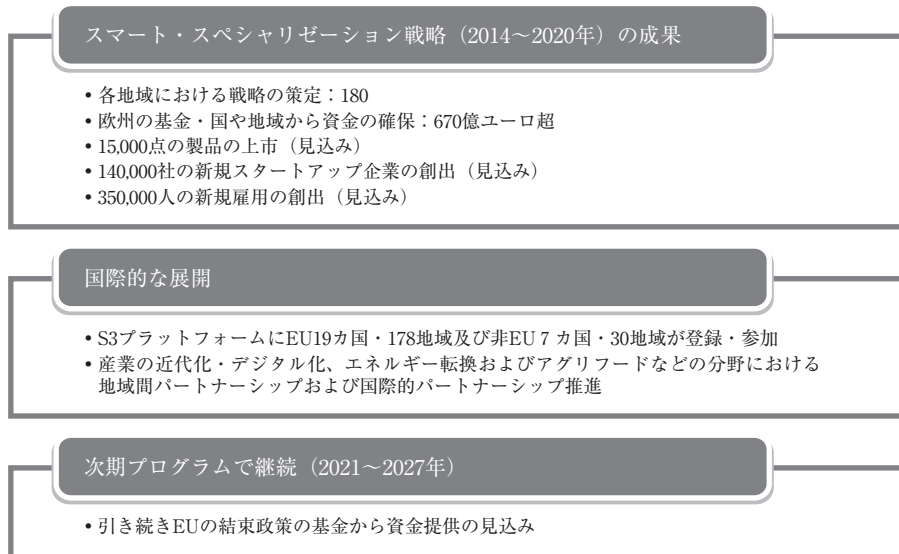 スマート・スペシャリゼーション戦略（2014～2020年）の成果
• 各地域における戦略の策定：180
• 欧州の基金・国や地域から資金の確保：670億ユーロ超
• 15,000点の製品の上市（見込み）
• 140,000社の新規スタートアップ企業の創出（見込み）
• 350,000人の新規雇用の創出（見込み）
国際的な展開
• S3プラットフォームにEU19カ国・178地域及び非EU７カ国・30地域が登録・参加
• 産業の近代化・デジタル化、エネルギー転換およびアグリフードなどの分野における
地域間パートナーシップおよび国際的パートナーシップ推進
次期プログラムで継続（2021～2027年）
• 引き続きEUの結束政策の基金から資金提供の見込み